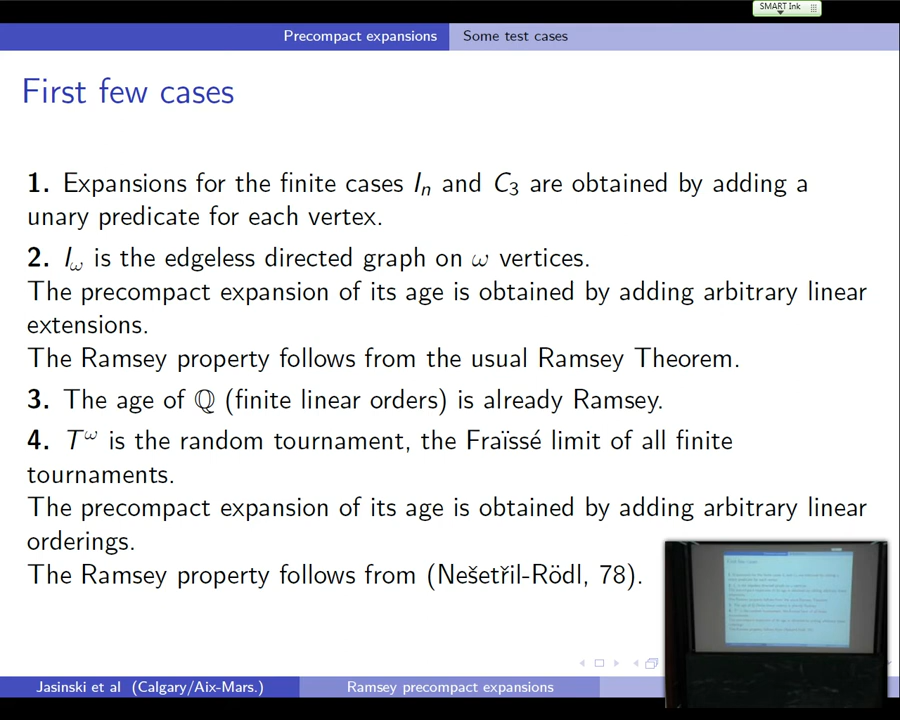 SMART Ink
Precompact expansions
Some test cases
First few cases
1. Expansions for the finite cases Iₙ and C₃ are obtained by adding a
unary predicate for each vertex.
2. I_ω is the edgeless directed graph on ω vertices.
The precompact expansion of its age is obtained by adding arbitrary linear
extensions.
The Ramsey property follows from the usual Ramsey Theorem.
3. The age of ℚ (finite linear orders) is already Ramsey.
4. T^ω is the random tournament, the Fraïssé limit of all finite
tournaments.
The precompact expansion of its age is obtained by adding arbitrary linear
orderings.
The Ramsey property follows from (Nešetřil-Rödl, 78).
Jasinski et al (Calgary/Aix-Mars.)
Ramsey precompact expansions